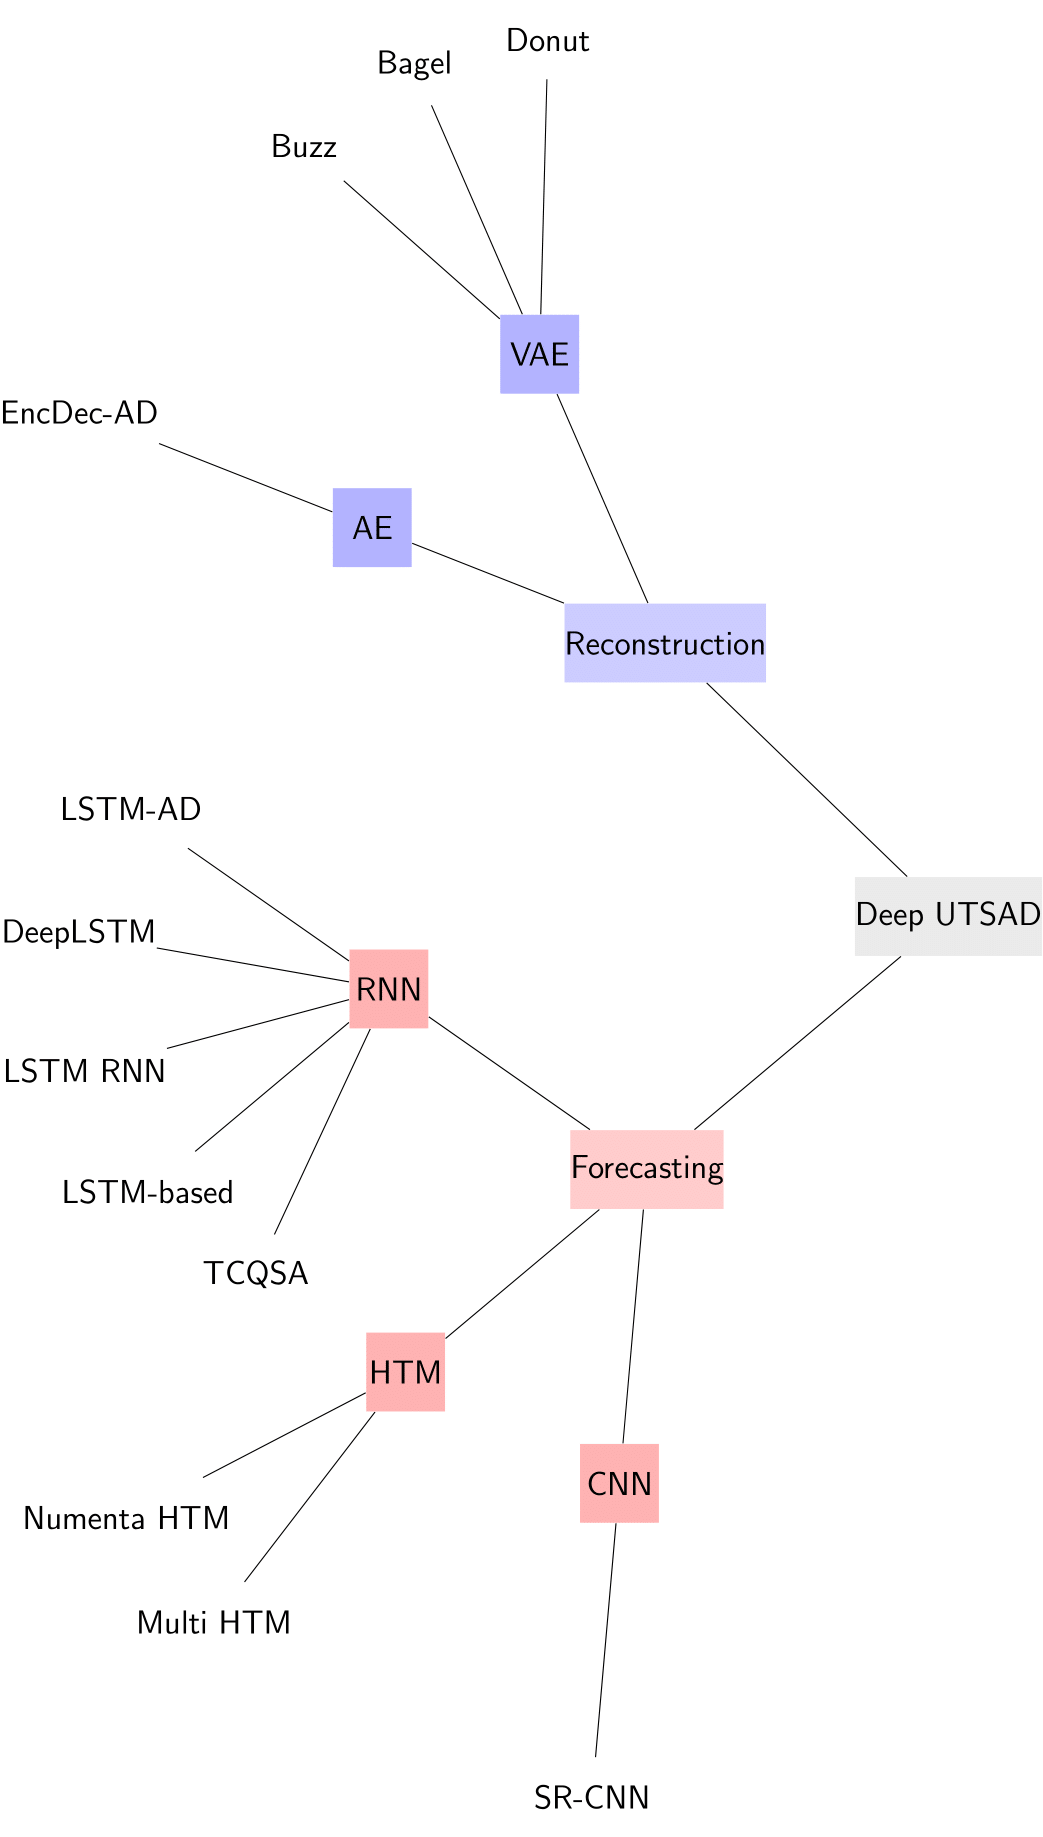 Donut
Bagel
Buzz
VAE
EncDec-AD
AE
Reconstruction
LSTM-AD
Deep UTSAD
DeepLSTM
RNN
LSTM RNN
Forecasting
LSTM-based
TCQSA
HTM
CNN
Numenta HTM
Multi HTM
SR-CNN